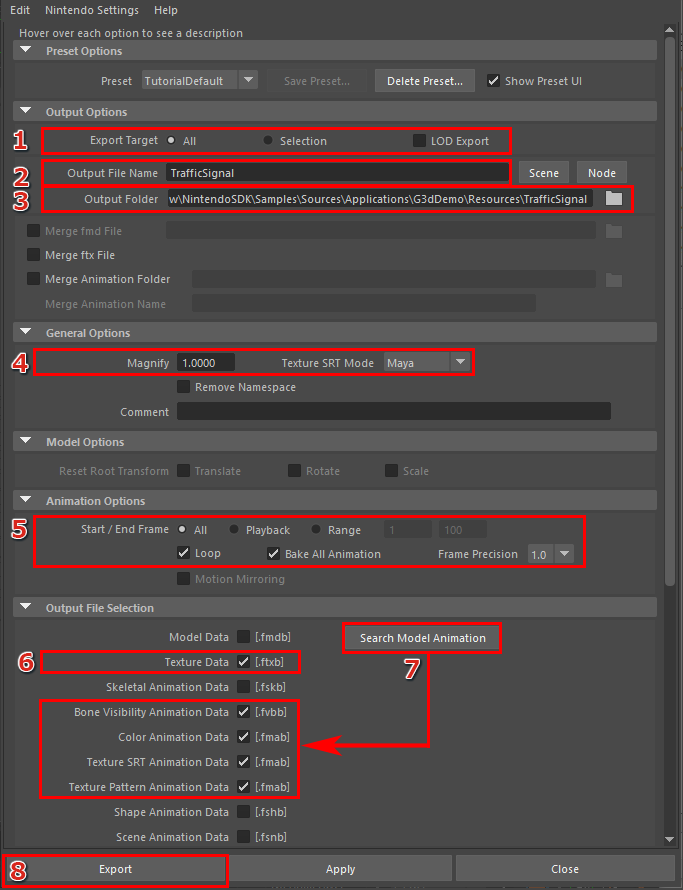 Edit Nintendo Settings Help
Hover over each option to see a description
Preset Options
Preset TutorialDefault Save Preset... Delete Preset... Show Preset UI
Output Options
1 Export Target All Selection LOD Export
2 Output File Name TrafficSignal Scene Node
3 Output Folder w\NintendoSDK\Samples\Sources\Applications\G3dDemo\Resources\TrafficSignal
Merge fmd File
Merge ftx File
Merge Animation Folder
Merge Animation Name
General Options
4 Magnify 1.0000 Texture SRT Mode Maya
Remove Namespace
Comment
Model Options
Reset Root Transform Translate Rotate Scale
Animation Options
5 Start / End Frame All Playback Range 1 100
Loop Bake All Animation Frame Precision 1.0
Motion Mirroring
Output File Selection
Model Data [.fmdb] Search Model Animation
6 Texture Data [.ftxb] 7
Skeletal Animation Data [.fskb]
Bone Visibility Animation Data [.fvbb]
Color Animation Data [.fmab]
Texture SRT Animation Data [.fmab]
Texture Pattern Animation Data [.fmab]
Shape Animation Data [.fshb]
Scene Animation Data [.fsnb]
8 Export Apply Close